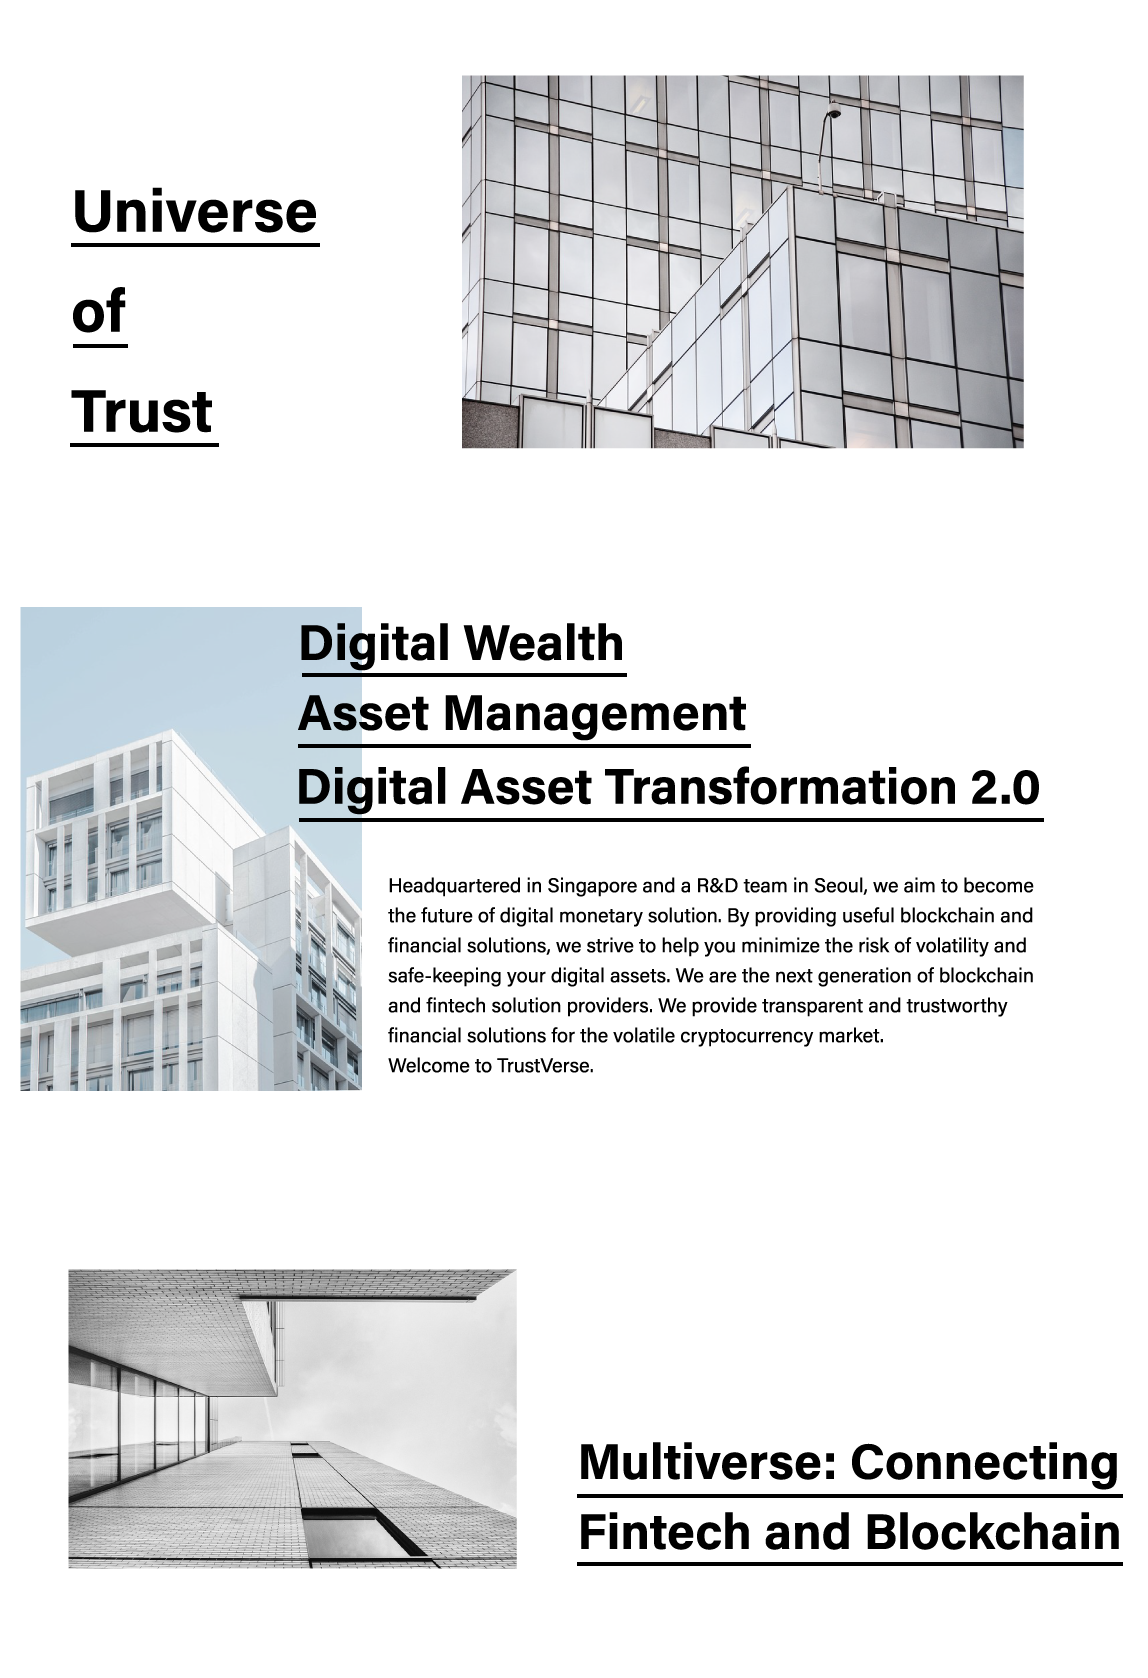 Universe
of
Trust
Digital Wealth
Asset Management
Digital Asset Transformation 2.0
Headquartered in Singapore and a R&D team in Seoul, we aim to become
the future of digital monetary solution. By providing useful blockchain and
financial solutions, we strive to help you minimize the risk of volatility and
safe-keeping your digital assets. We are the next generation of blockchain
and fintech solution providers. We provide transparent and trustworthy
financial solutions for the volatile cryptocurrency market.
Welcome to TrustVerse.
Multiverse: Connecting
Fintech and Blockchain